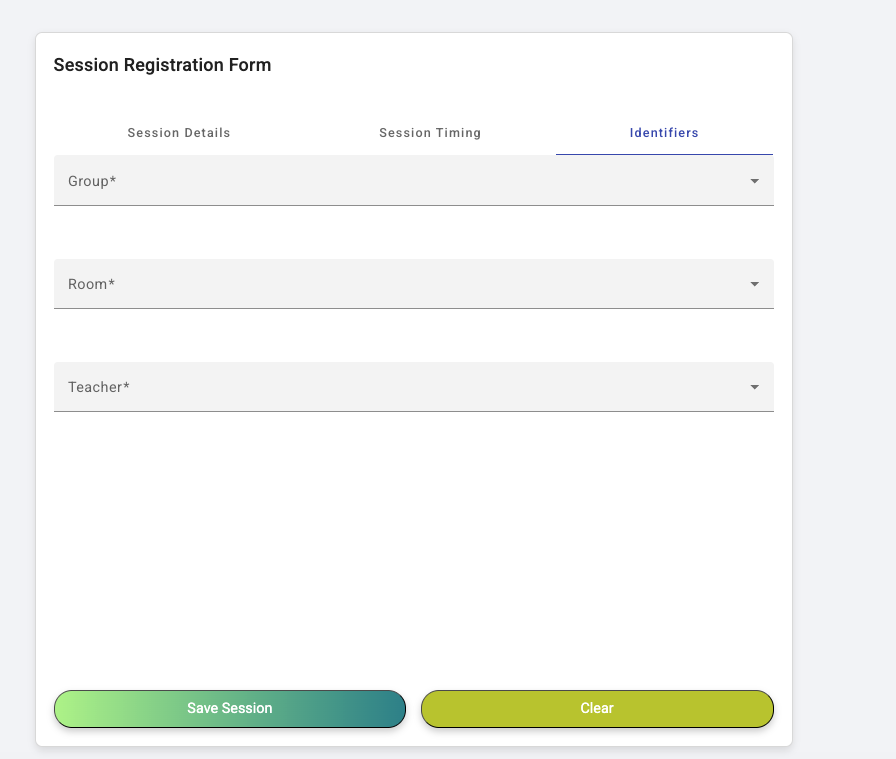 Session Registration Form
Session Details Session Timing Identifiers
Group*
Room*
Teacher*
Save Session Clear